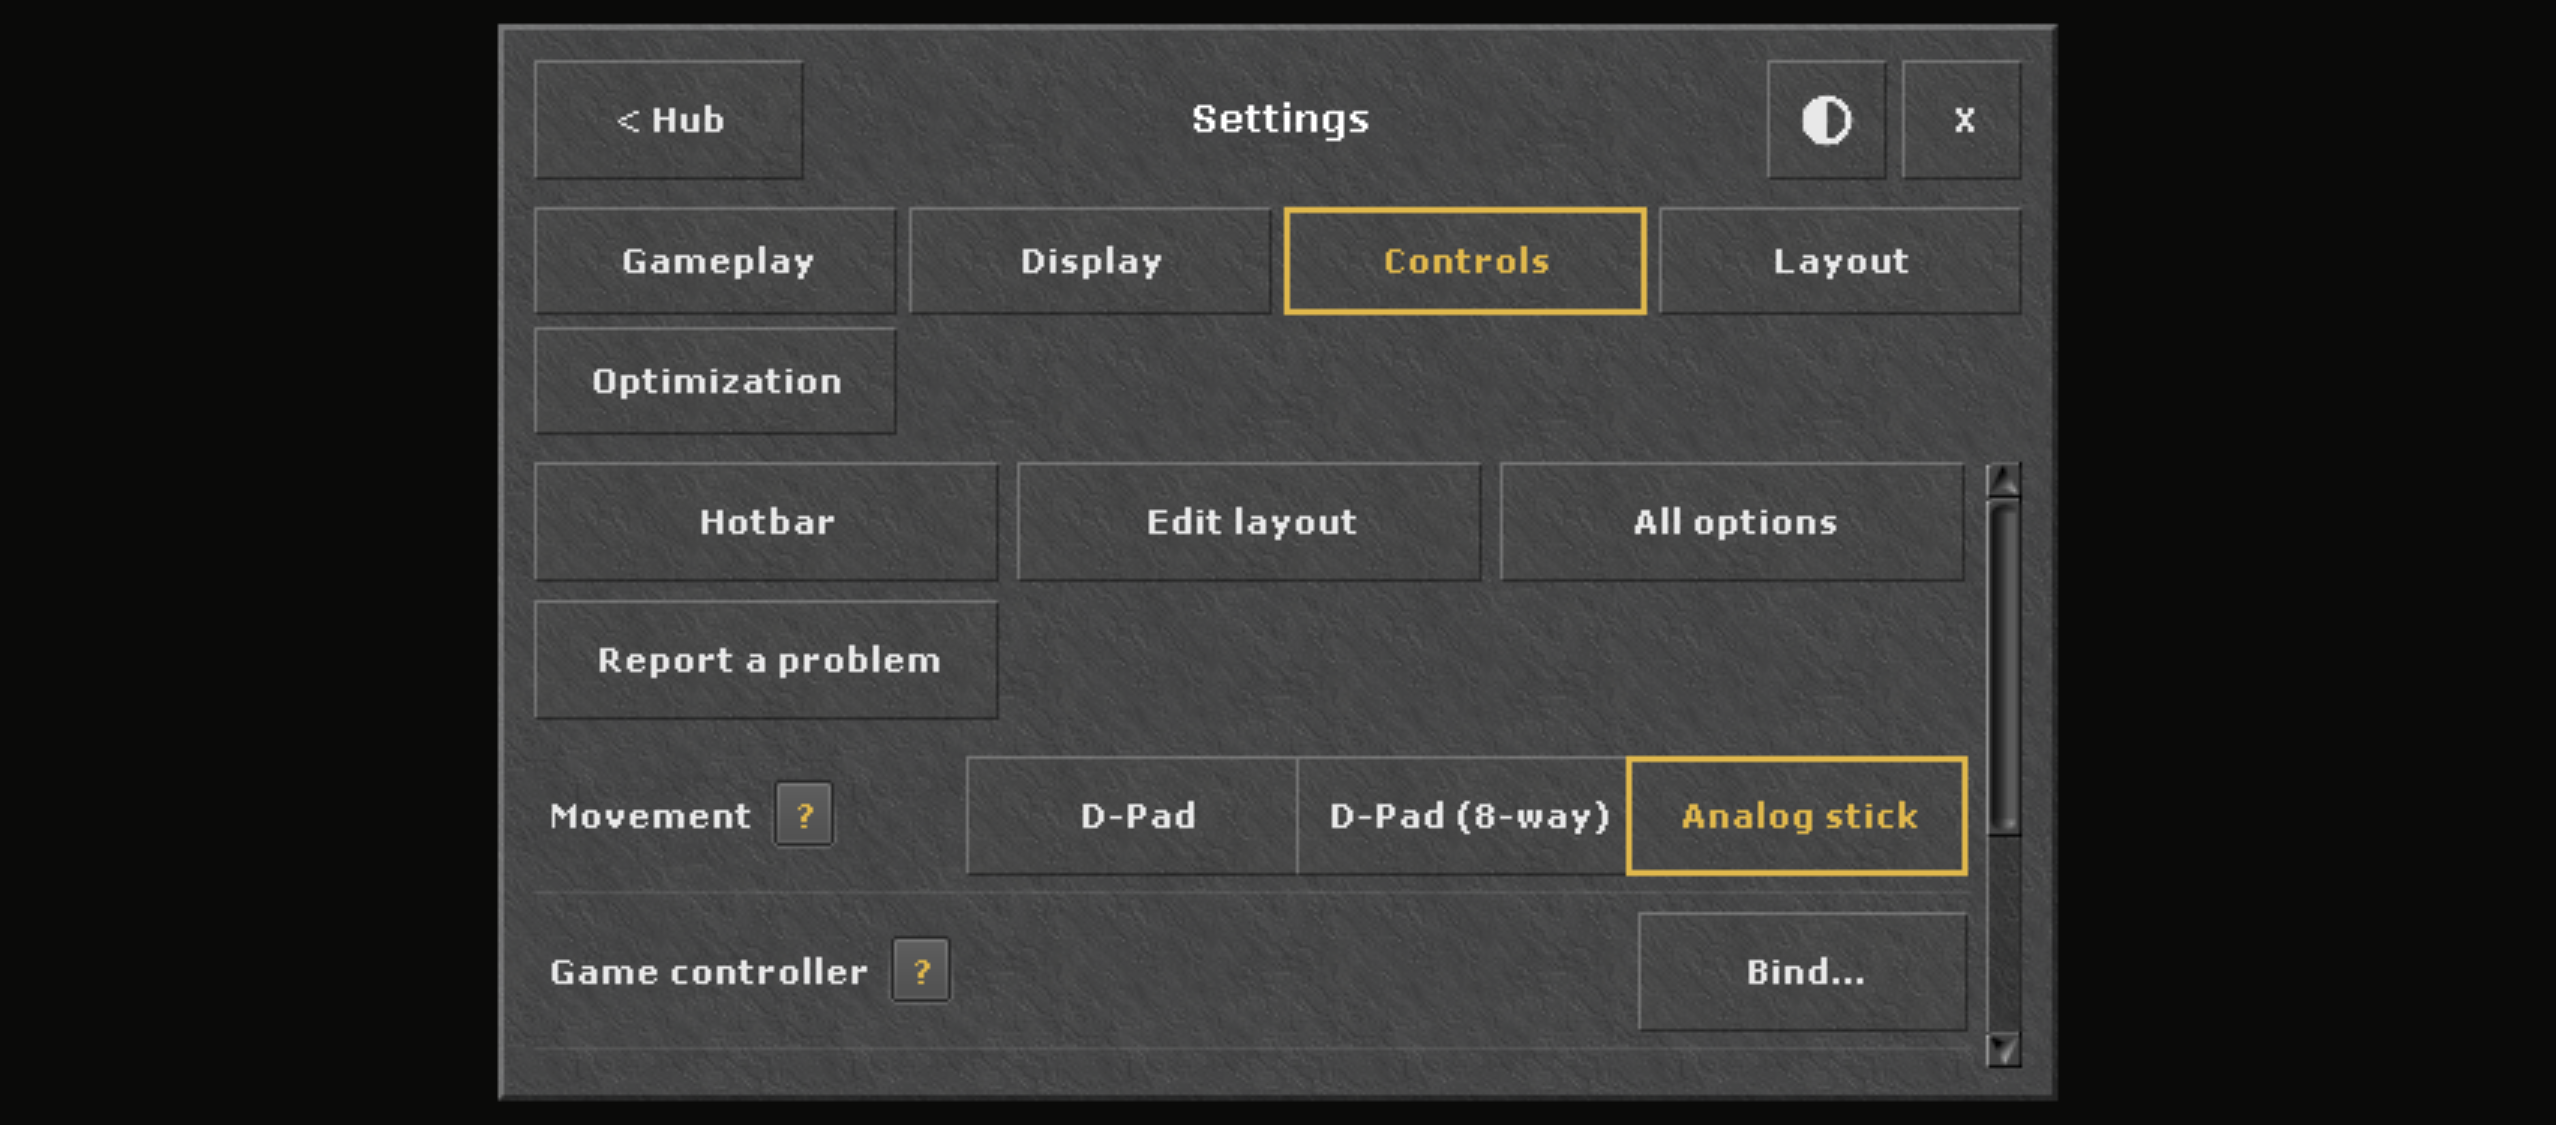 < Hub
Settings
x
Gameplay
Display
Controls
Layout
Optimization
Hotbar
Edit layout
All options
Report a problem
Movement ?
D-Pad
D-Pad (8-way)
Analog stick
Game controller ?
Bind...